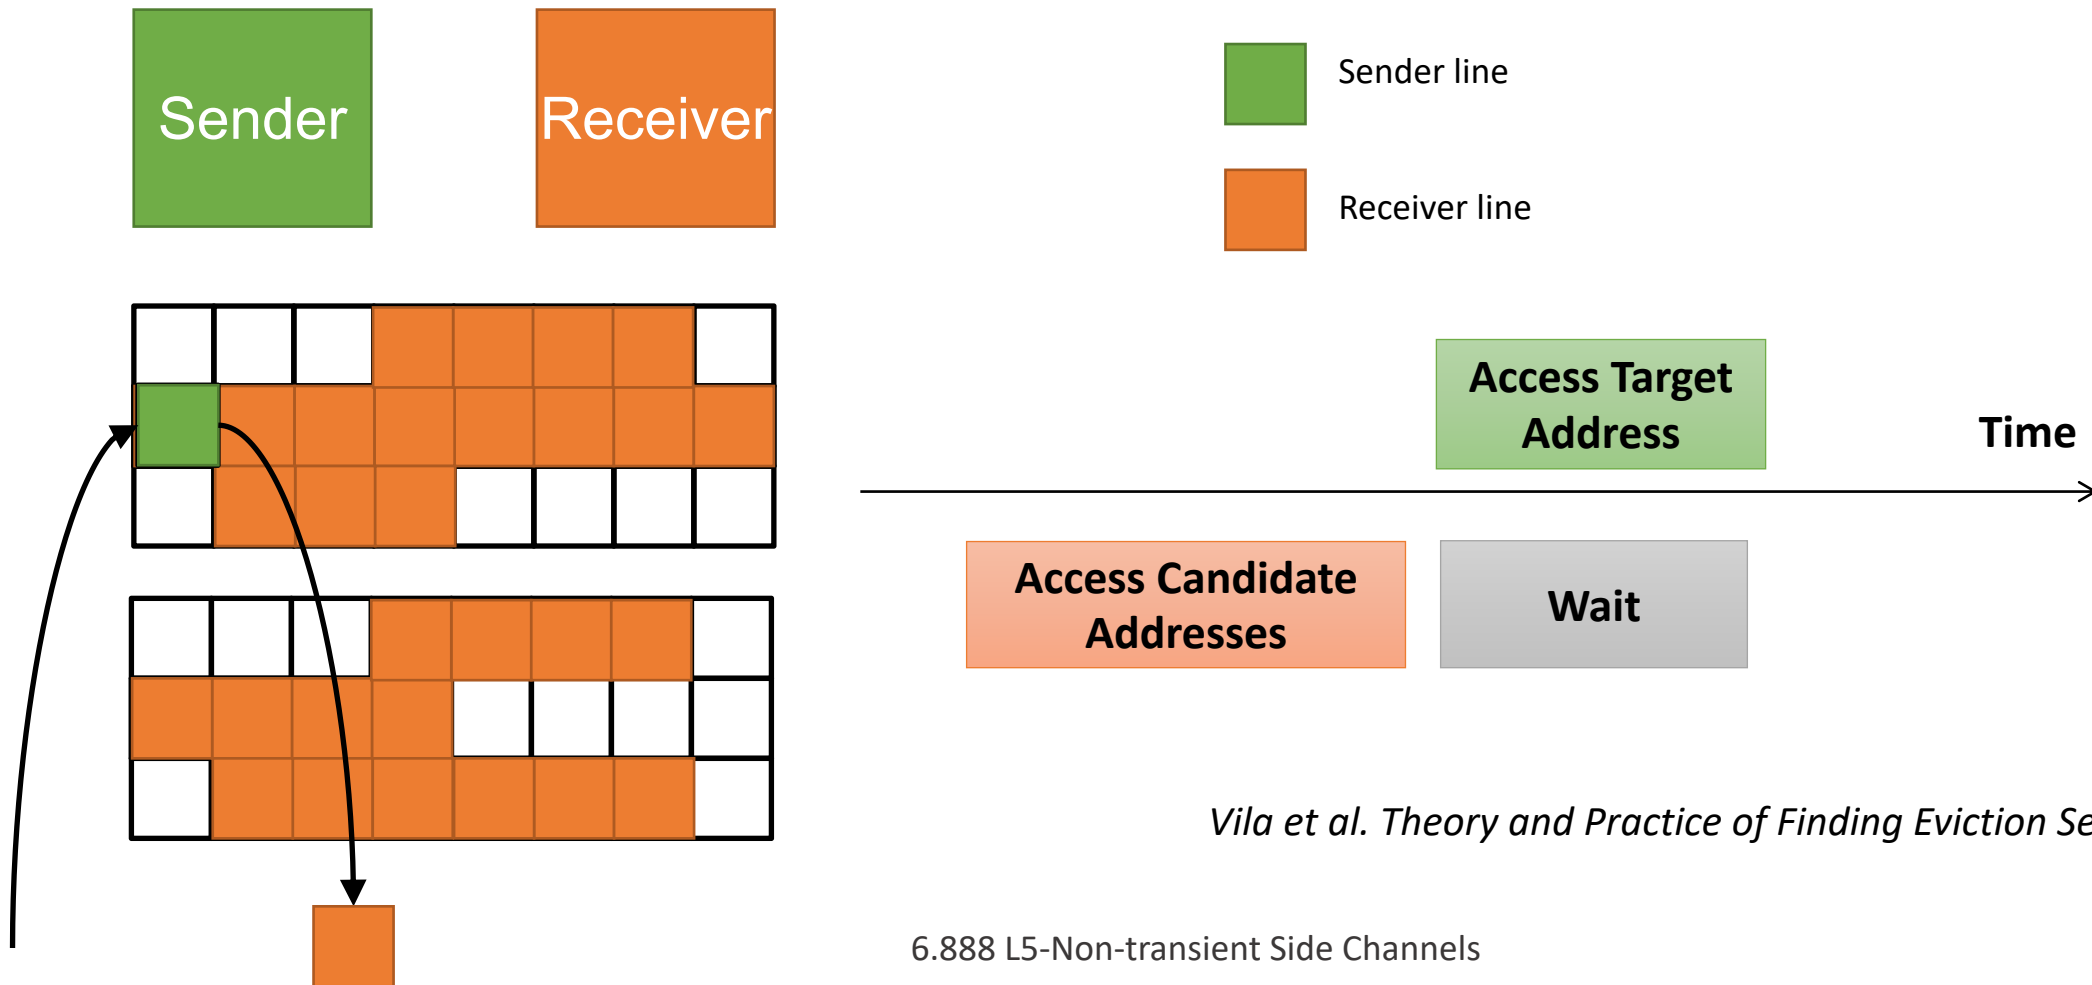 Sender
Receiver
Sender line
Receiver line
Access Target
Address
Time
Access Candidate
Addresses
Wait
Vila et al. Theory and Practice of Finding Eviction Se
6.888 L5-Non-transient Side Channels